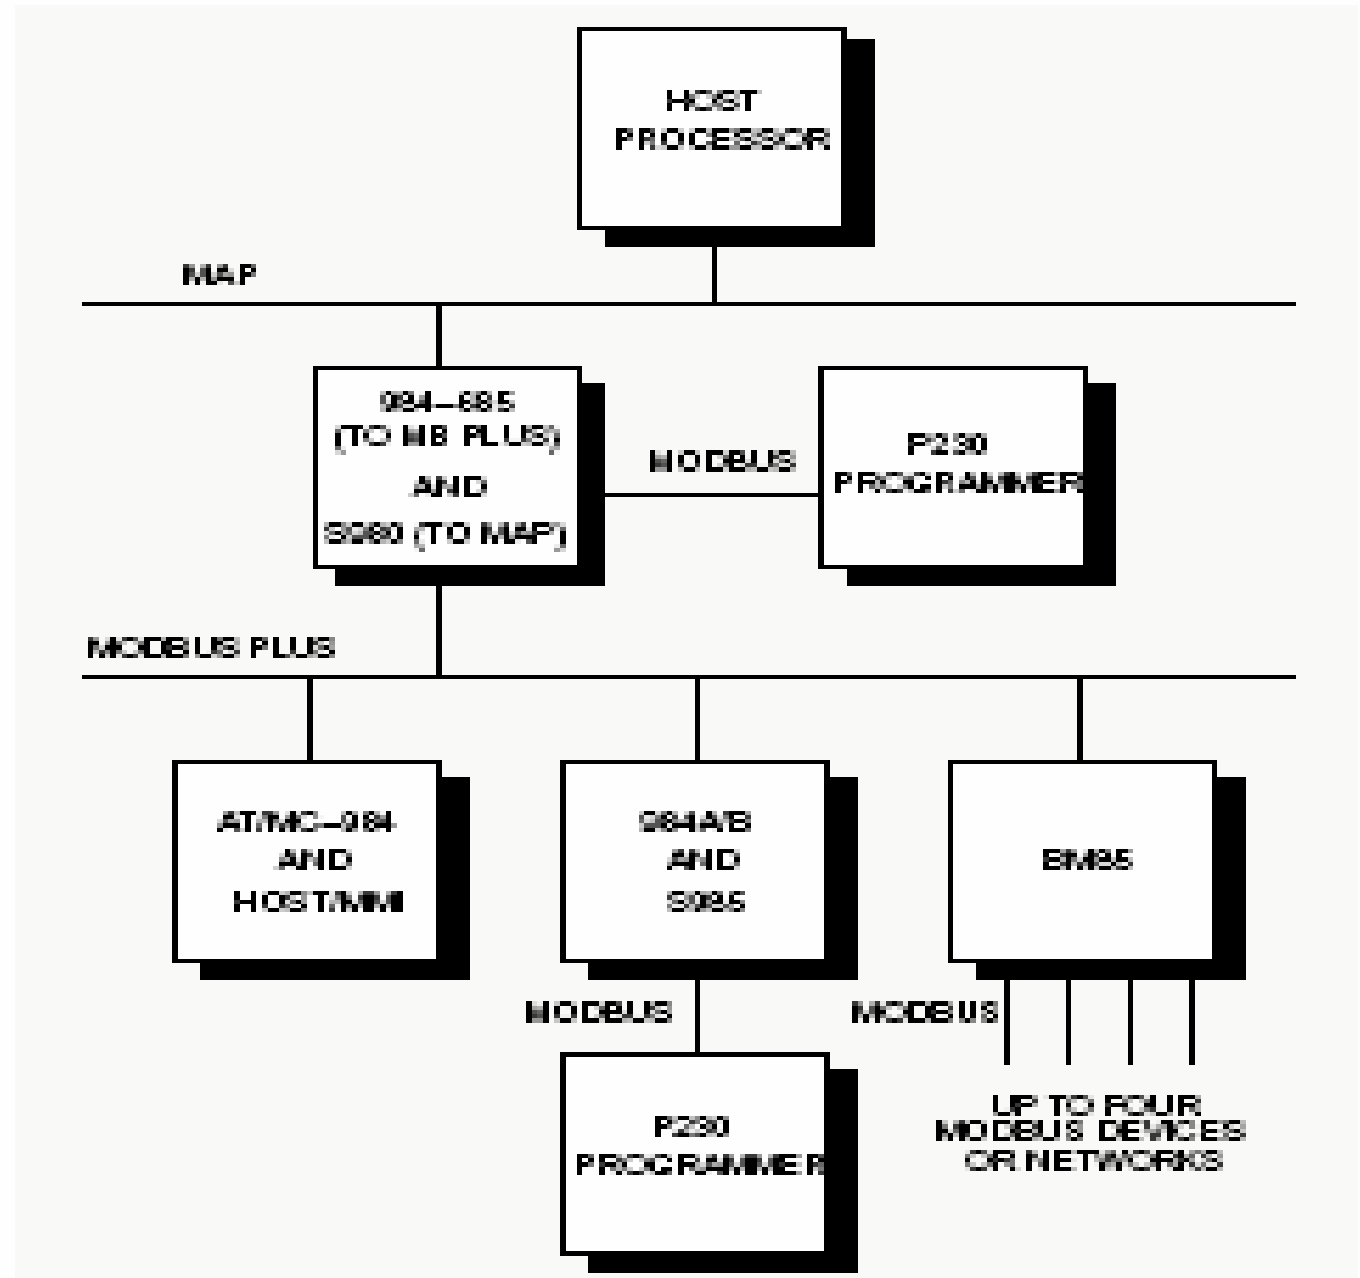 HOST
PROCESSOR
MAP
984–685
(TO MB PLUS)
AND
S980 (TO MAP)
MODBUS
P230
PROGRAMMER
MODBUS PLUS
AT/MC–984
AND
HOST/MMI
984A/B
AND
S985
BM85
MODBUS
MODBUS
P230
PROGRAMMER
UP TO FOUR
MODBUS DEVICES
OR NETWORKS